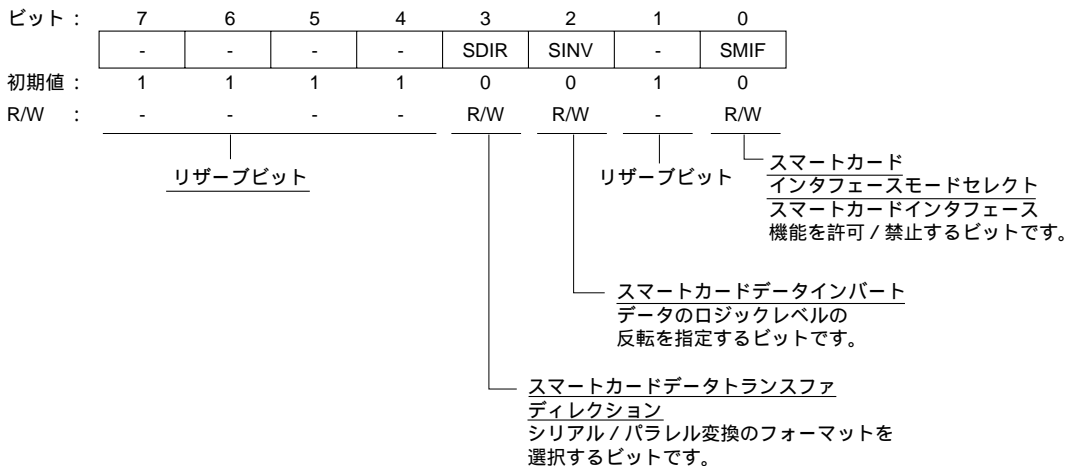 ビット : 7 6 5 4 3 2 1 0
- - - - SDIR SINV - SMIF
初期値 : 1 1 1 1 0 0 1 0
R/W : - - - - R/W R/W - R/W
リザーブビット
リザーブビット
スマートカード
インタフェースモードセレクト
スマートカードインタフェース
機能を許可 / 禁止するビットです。
スマートカードデータインバート
データのロジックレベルの
反転を指定するビットです。
スマートカードデータトランスファ
ディレクション
シリアル / パラレル変換のフォーマットを
選択するビットです。